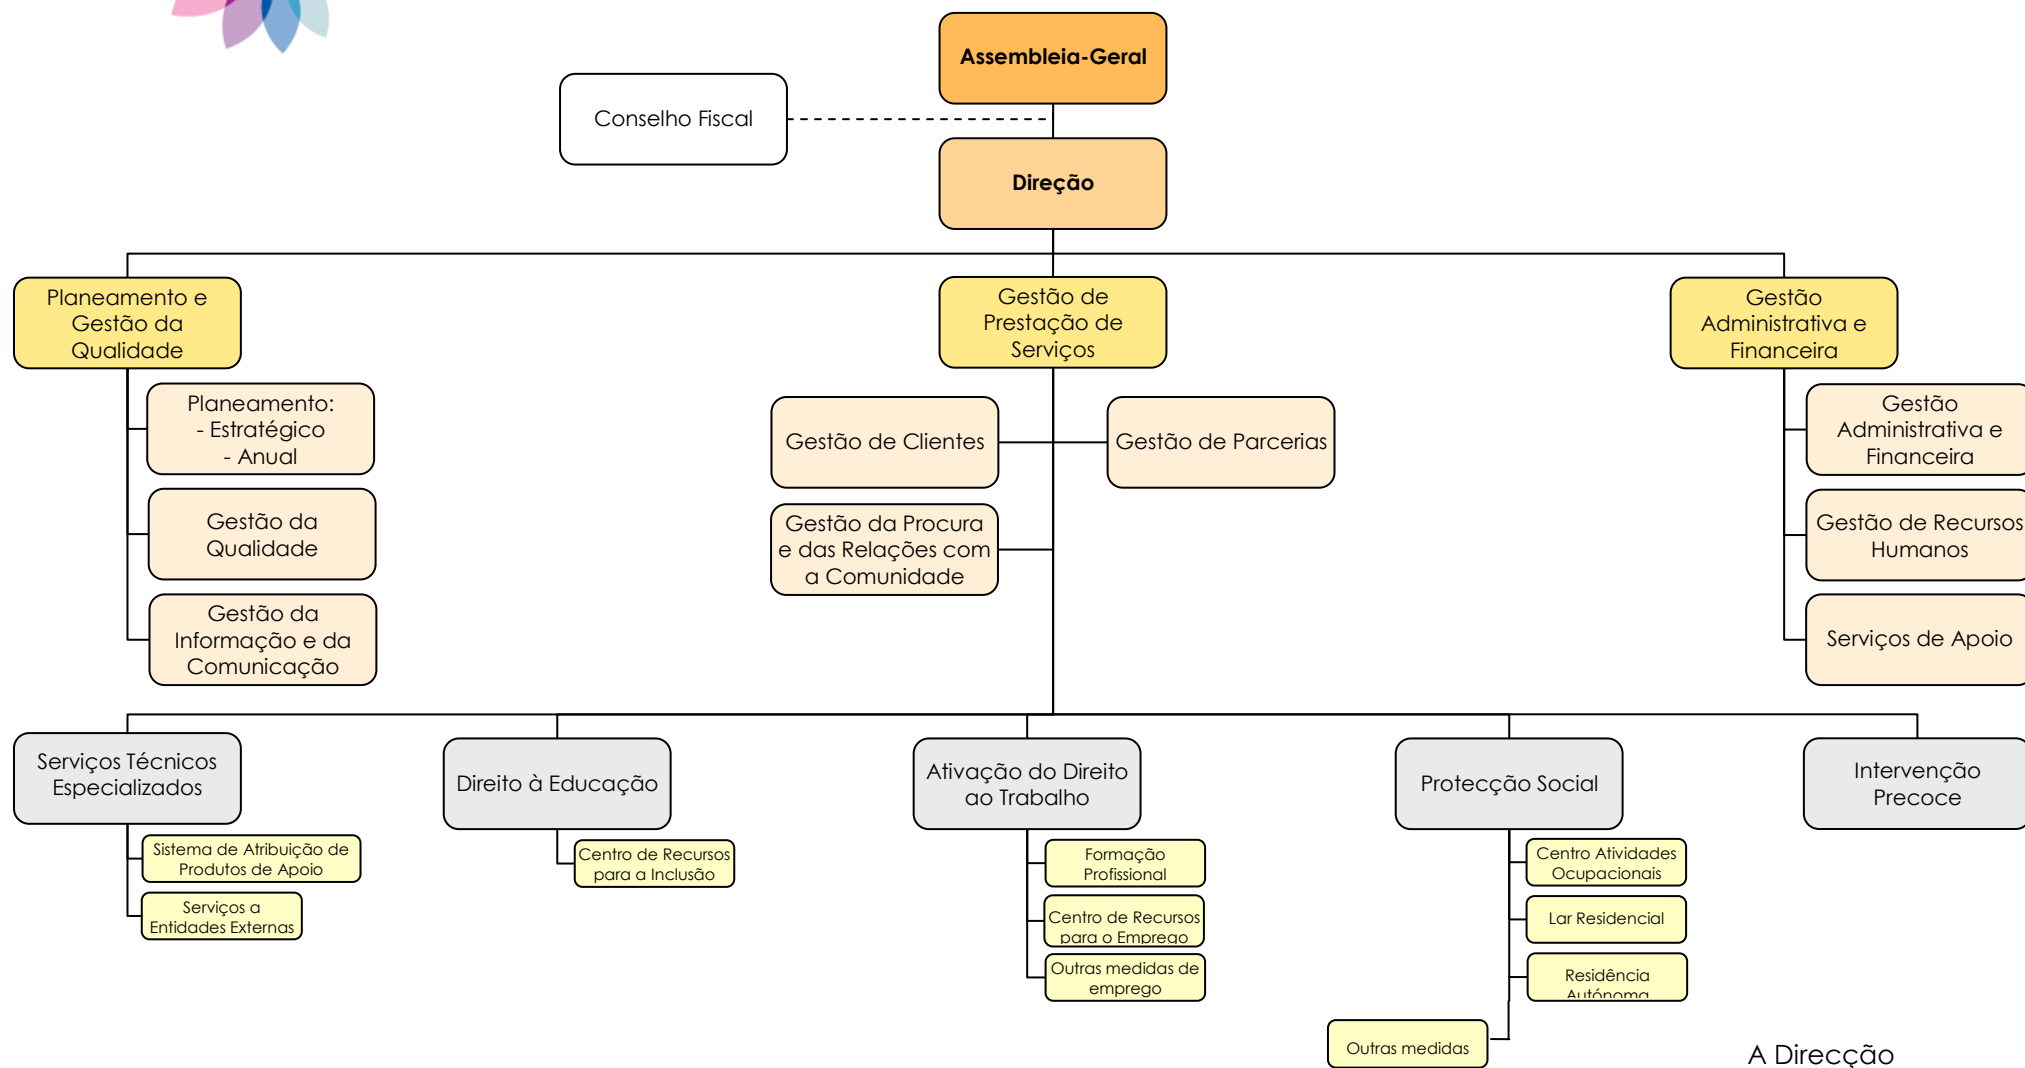 Assembleia-Geral
Conselho Fiscal
Direção
Planeamento e
Gestão da
Qualidade
Gestão de
Prestação de
Serviços
Gestão
Administrativa e
Financeira
Planeamento:
- Estratégico
- Anual
Gestão de Clientes
Gestão de Parcerias
Gestão
Administrativa e
Financeira
Gestão da
Qualidade
Gestão da Procura
e das Relações com
a Comunidade
Gestão de Recursos
Humanos
Gestão da
Informação e da
Comunicação
Serviços de Apoio
Serviços Técnicos
Especializados
Direito à Educação
Ativação do Direito
ao Trabalho
Protecção Social
Intervenção
Precoce
Sistema de Atribuição de
Produtos de Apoio
Serviços a
Entidades Externas
Centro de Recursos
para a Inclusão
Formação
Profissional
Centro de Recursos
para o Emprego
Outras medidas de
emprego
Centro Atividades
Ocupacionais
Lar Residencial
Residência
Autónoma
Outras medidas
A Direcção